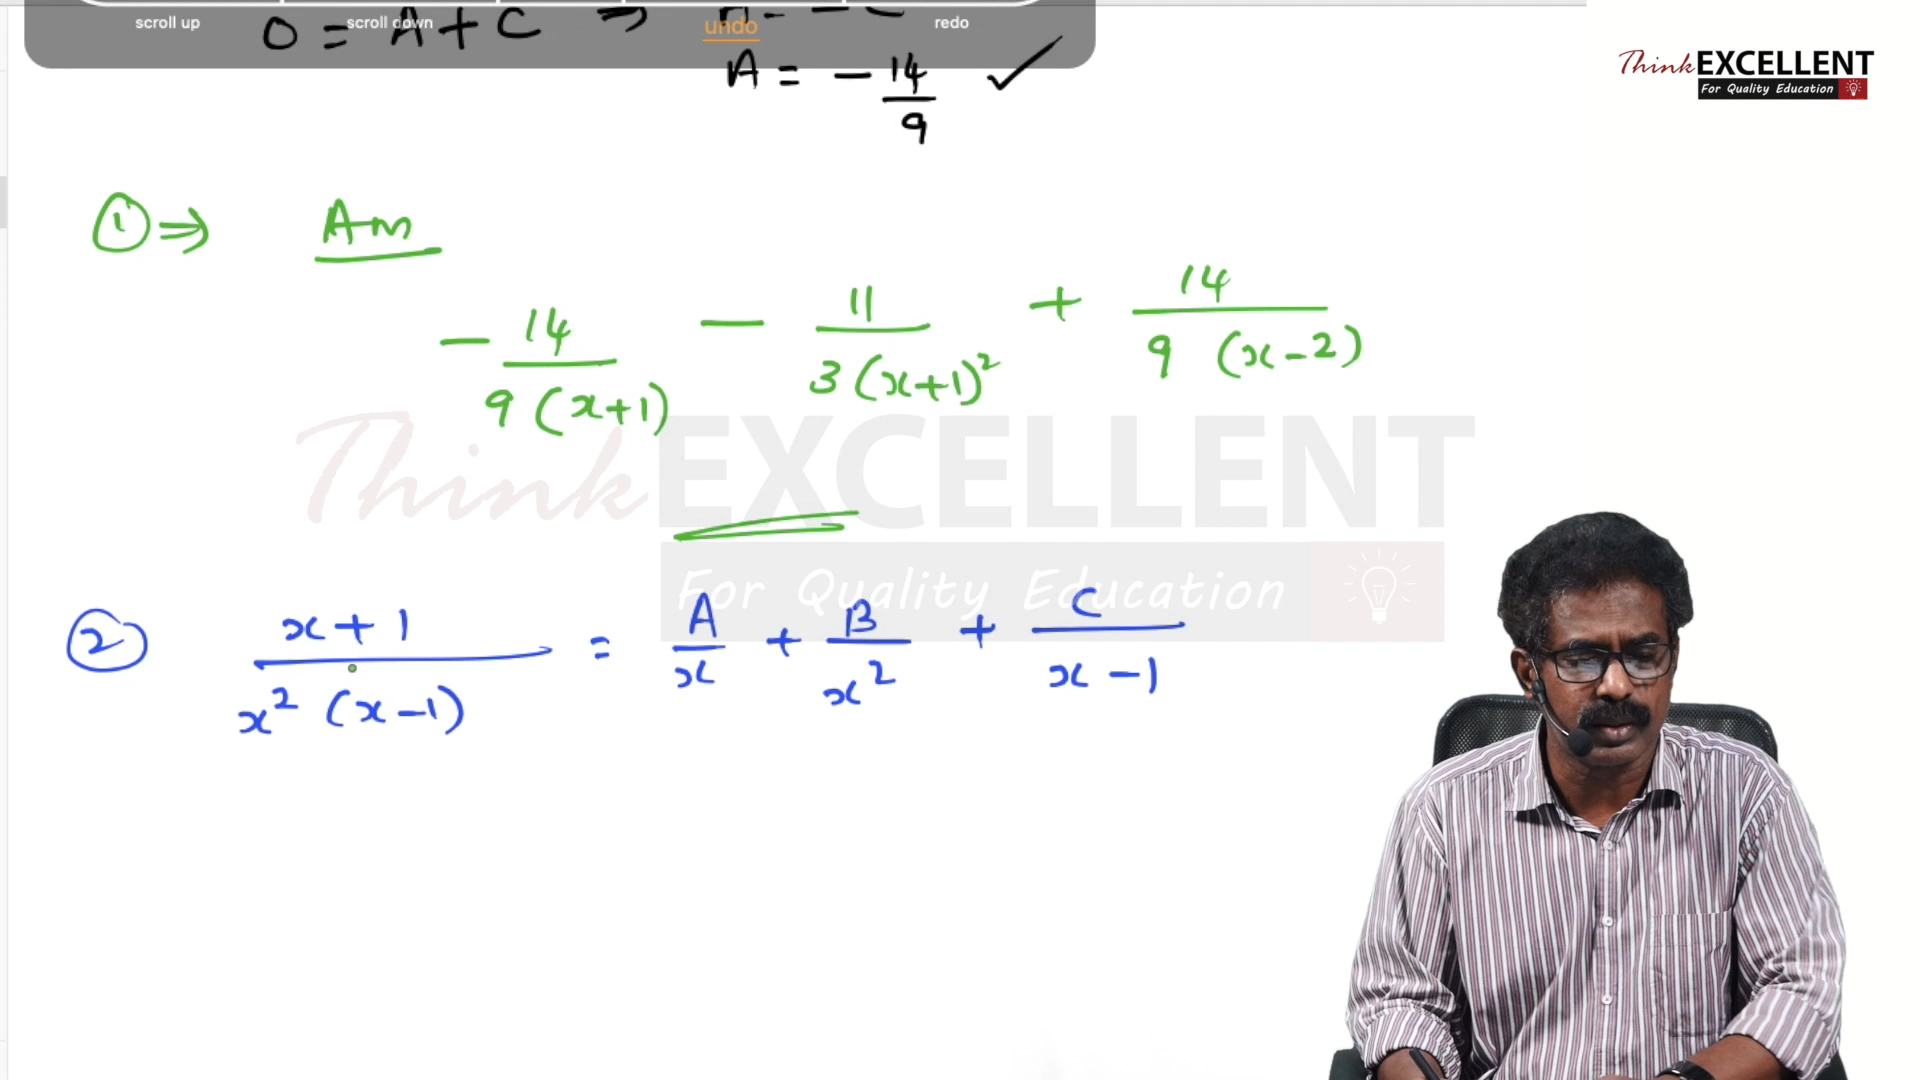 scroll up scroll down undo redo
0 = A + C ⇒ A = - C
A = - 14/9 ✓
Think EXCELLENT
For Quality Education
① ⇒ Ans
- 14/9(x+1) - 11/3(x+1)² + 14/9 (x-2)
Think EXCELLENT
For Quality Education
② x+1/x² (x-1) = A/x + B/x² + C/x-1